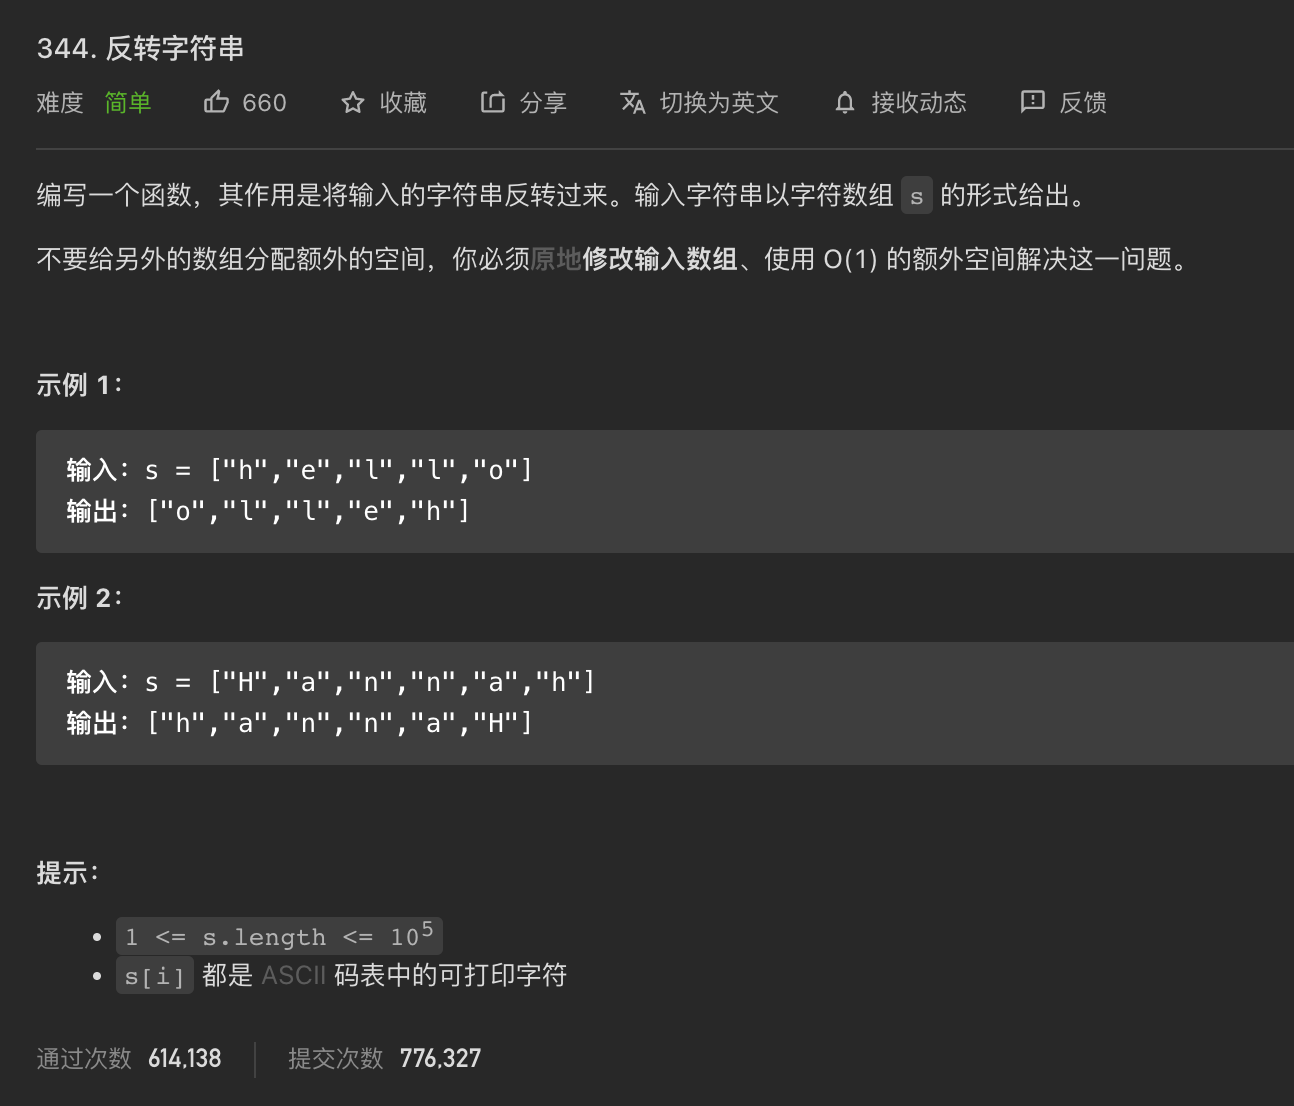 344. 反转字符串
难度 简单 660 收藏 分享 切换为英文 接收动态 反馈
编写一个函数，其作用是将输入的字符串反转过来。输入字符串以字符数组 s 的形式给出。
不要给另外的数组分配额外的空间，你必须原地修改输入数组、使用 O(1) 的额外空间解决这一问题。
示例 1：
输入：s = ["h","e","l","l","o"]
输出：["o","l","l","e","h"]
示例 2：
输入：s = ["H","a","n","n","a","h"]
输出：["h","a","n","n","a","H"]
提示：
1 <= s.length <= 10⁵
s[i] 都是 ASCII 码表中的可打印字符
通过次数 614,138 提交次数 776,327